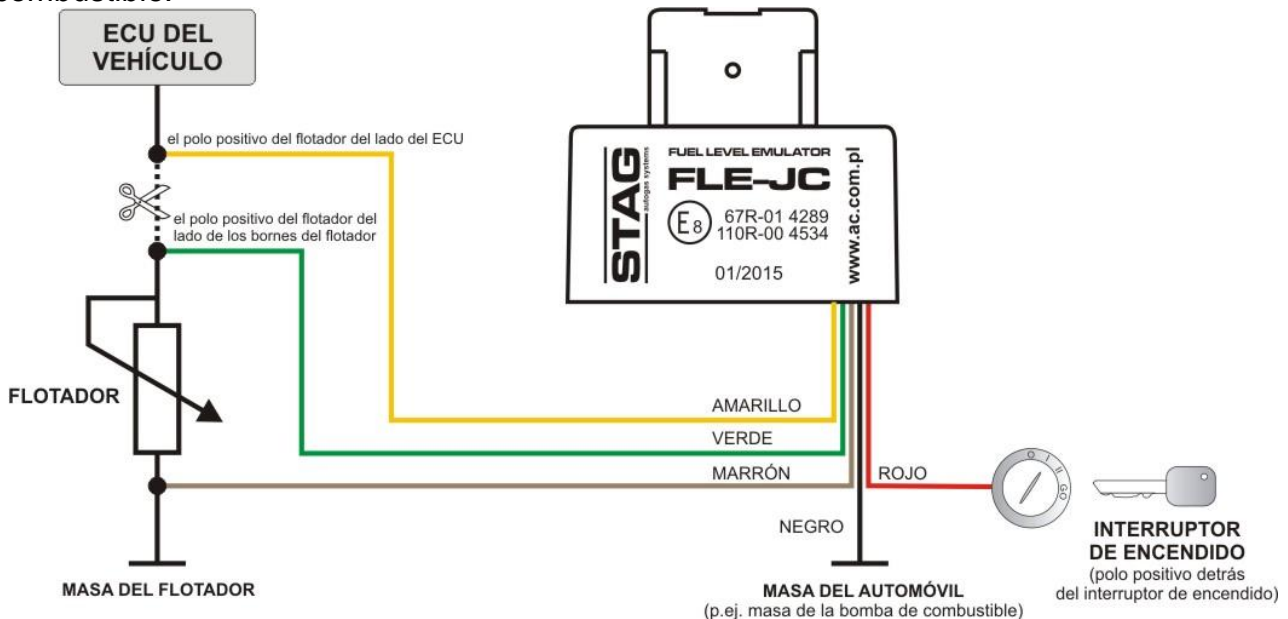 combustible.
ECU DEL
VEHÍCULO
el polo positivo del flotador del lado del ECU
el polo positivo del flotador del
lado de los bornes del flotador
FLOTADOR
MASA DEL FLOTADOR
STAG
autogas systems
FUEL LEVEL EMULATOR
FLE-JC
E8
67R-01 4289
110R-00 4534
01/2015
www.ac.com.pl
AMARILLO
VERDE
MARRÓN
ROJO
NEGRO
O I II GO
MASA DEL AUTOMÓVIL
(p.ej. masa de la bomba de combustible)
INTERRUPTOR
DE ENCENDIDO
(polo positivo detrás
del interruptor de encendido)